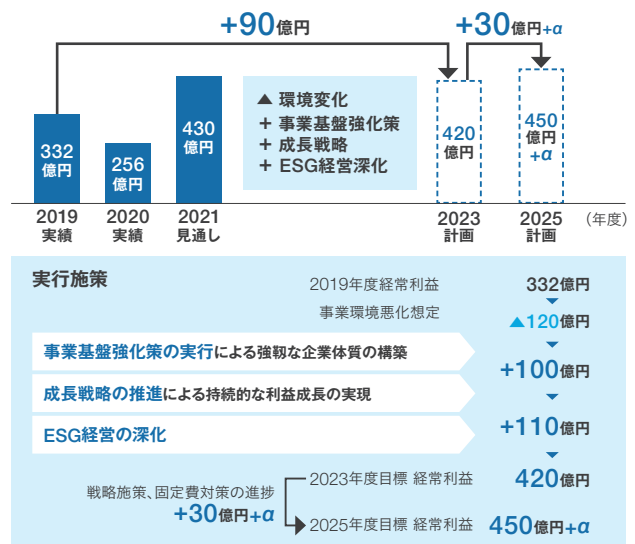 +90億円
+30億円+α
332
億円
256
億円
430
億円
▲ 環境変化
+ 事業基盤強化策
+ 成長戦略
+ ESG経営深化
420
億円
450
億円
+α
2019
実績
2020
実績
2021
見通し
2023
計画
2025
計画
(年度)
実行施策
2019年度経常利益 332億円
事業環境悪化想定 ▲120億円
事業基盤強化策の実行による強靭な企業体質の構築
+100億円
成長戦略の推進による持続的な利益成長の実現
+110億円
ESG経営の深化
2023年度目標 経常利益 420億円
戦略施策、固定費対策の進捗
+30億円+α
2025年度目標 経常利益 450億円+α